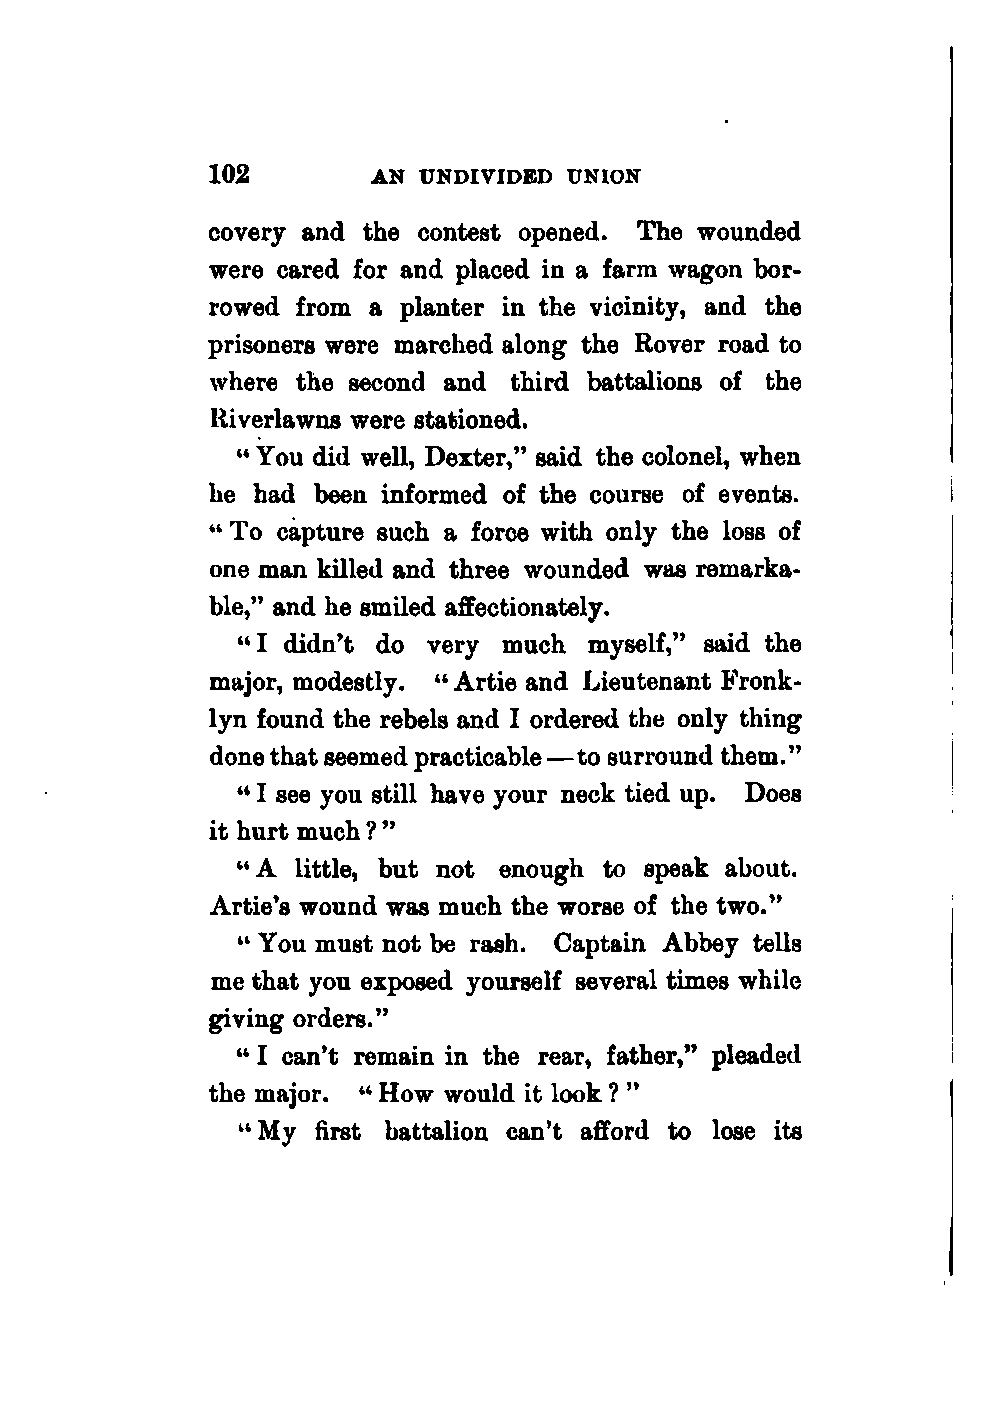 102 AN UNDIVIDED UNION
covery and the contest opened. The wounded
were cared for and placed in a farm wagon bor-
rowed from a planter in the vicinity, and the
prisoners were marched along the Rover road to
where the second and third battalions of the
Riverlawns were stationed.
“You did well, Dexter,” said the colonel, when
he had been informed of the course of events.
“To capture such a force with only the loss of
one man killed and three wounded was remarka-
ble,” and he smiled affectionately.
“I didn’t do very much myself,” said the
major, modestly. “Artie and Lieutenant Fronk-
lyn found the rebels and I ordered the only thing
done that seemed practicable—to surround them.”
“I see you still have your neck tied up. Does
it hurt much?”
“A little, but not enough to speak about.
Artie’s wound was much the worse of the two.”
“You must not be rash. Captain Abbey tells
me that you exposed yourself several times while
giving orders.”
“I can’t remain in the rear, father,” pleaded
the major. “How would it look?”
“My first battalion can’t afford to lose its